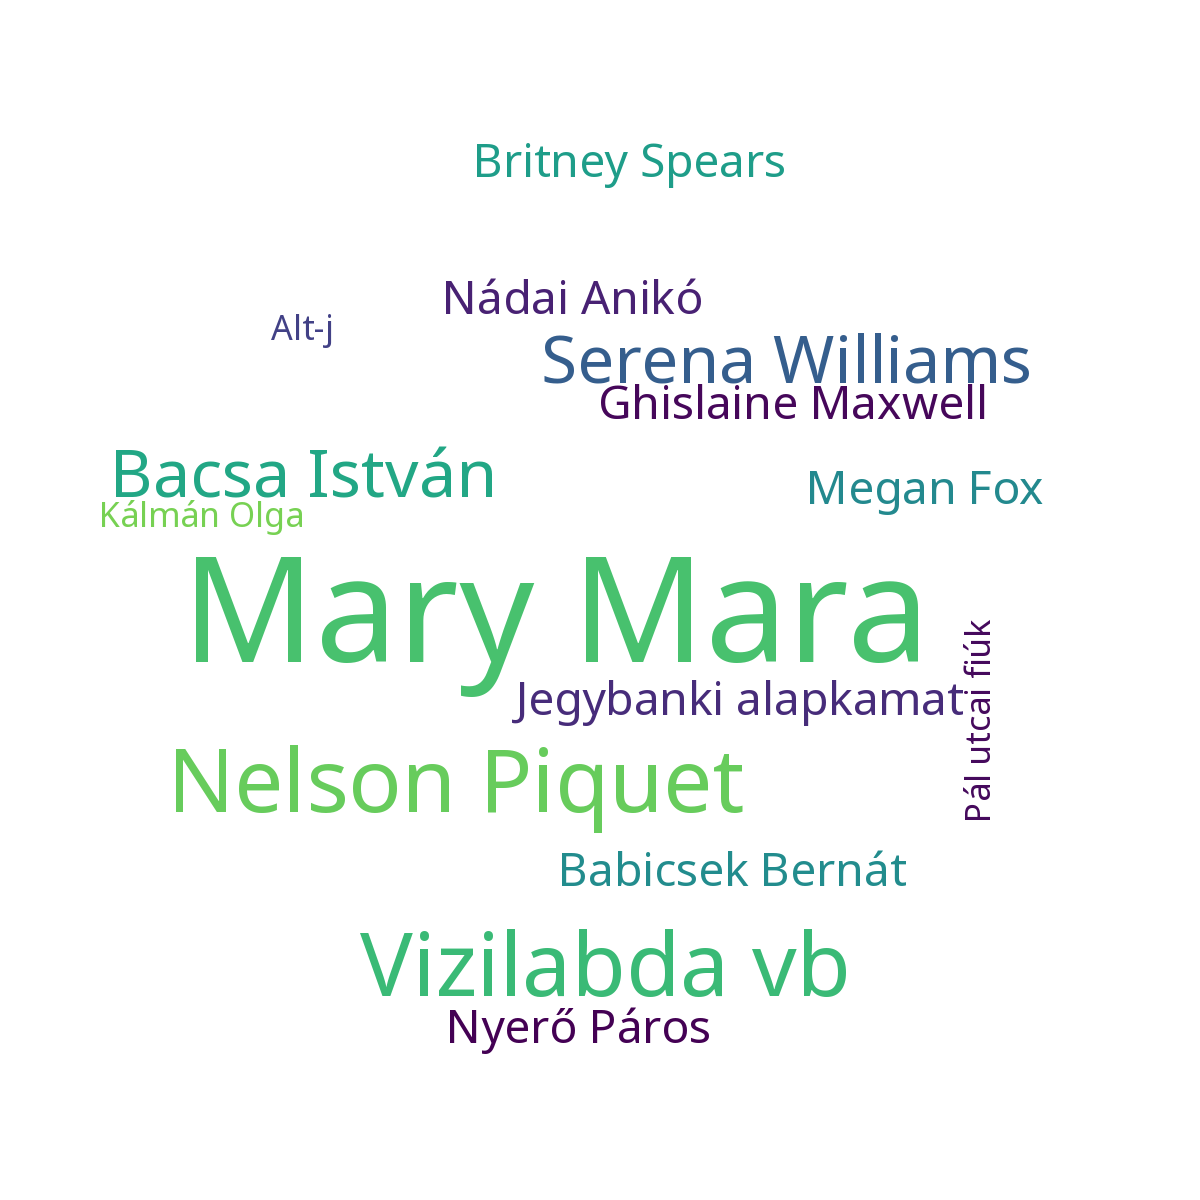 Britney Spears
Nádai Anikó
Alt-j
Serena Williams
Ghislaine Maxwell
Bacsa István
Megan Fox
Kálmán Olga
Mary Mara
Pál utcai fiúk
Jegybanki alapkamat
Nelson Piquet
Babicsek Bernát
Vizilabda vb
Nyerő Páros